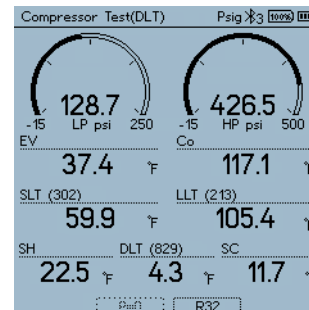 Compressor Test(DLT) Psig 3 100%
128.7 426.5
-15 LP psi 250 -15 HP psi 500
EV Co
37.4 °F 117.1 °F
SLT (302) LLT (213)
59.9 °F 105.4 °F
SH DLT (829) SC
22.5 °F 4.3 °F 11.7 °
P=0 R32